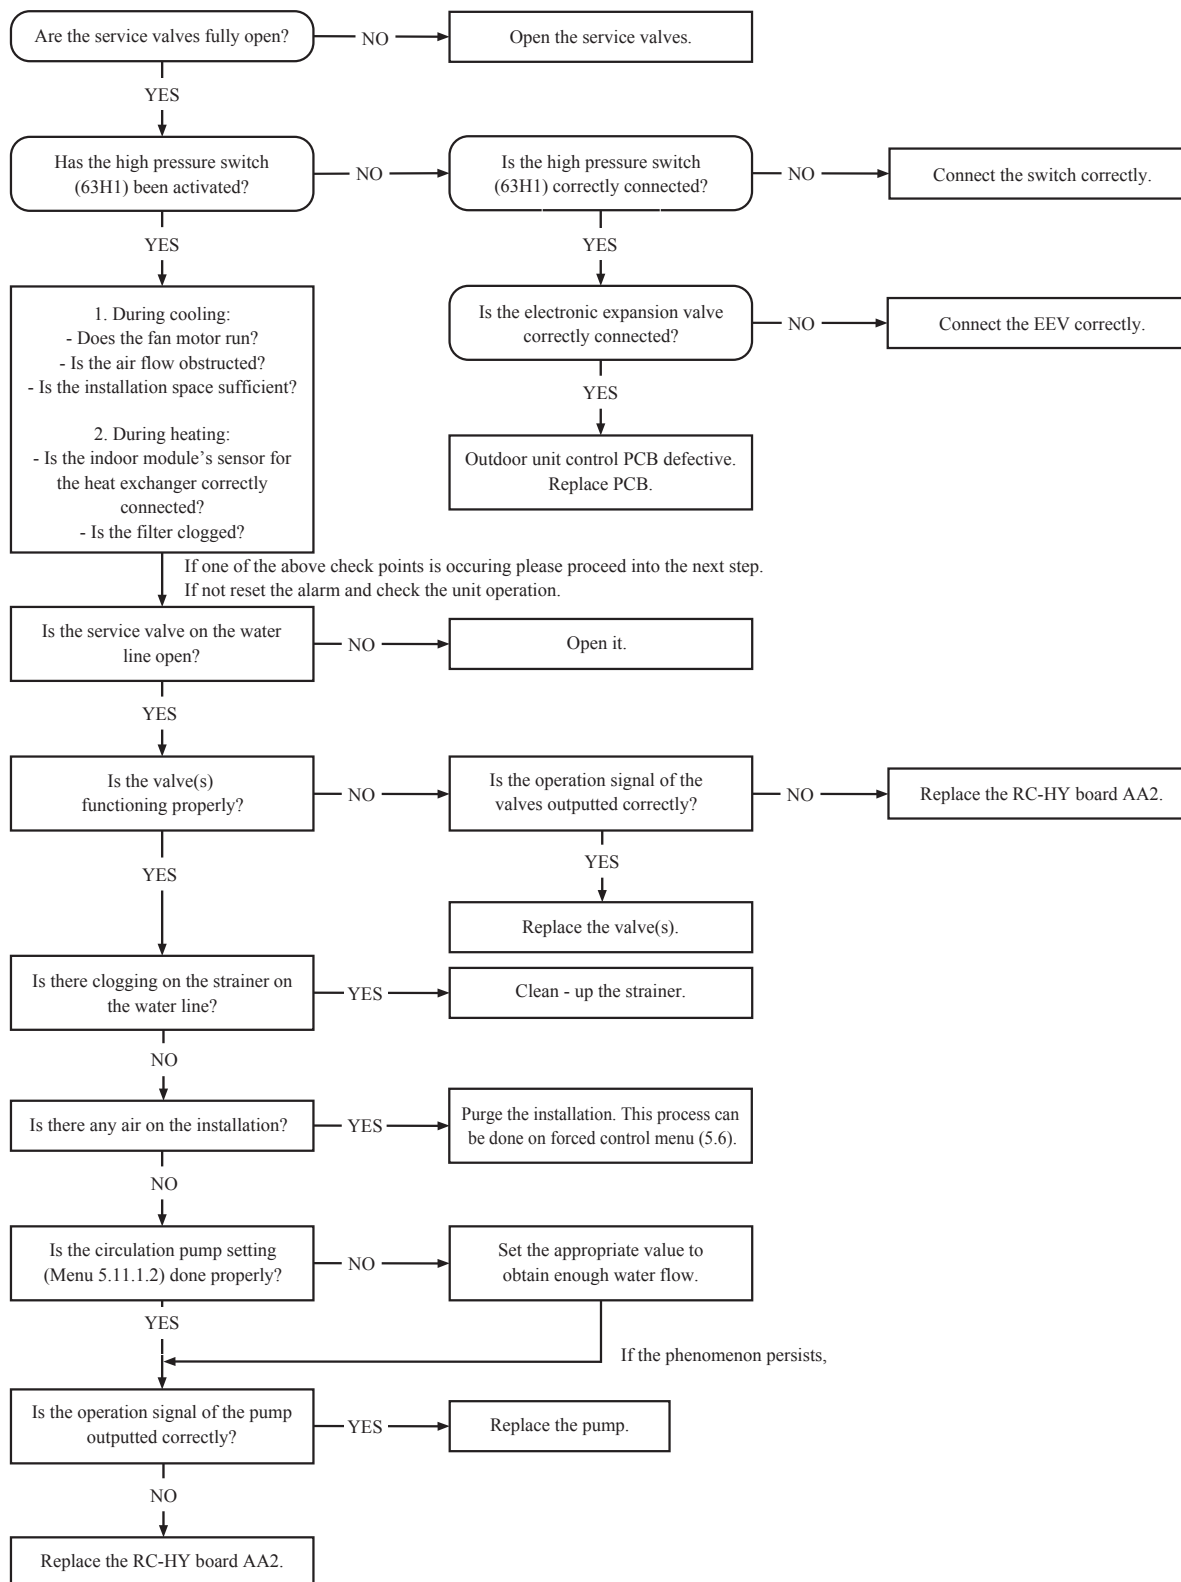 Are the service valves fully open?
NO
Open the service valves.
YES
Has the high pressure switch
(63H1) been activated?
NO
Is the high pressure switch
(63H1) correctly connected?
NO
Connect the switch correctly.
YES
YES
1. During cooling:
- Does the fan motor run?
- Is the air flow obstructed?
- Is the installation space sufficient?
2. During heating:
- Is the indoor module's sensor for
the heat exchanger correctly
connected?
- Is the filter clogged?
Is the electronic expansion valve
correctly connected?
NO
Connect the EEV correctly.
YES
Outdoor unit control PCB defective.
Replace PCB.
If one of the above check points is occuring please proceed into the next step.
If not reset the alarm and check the unit operation.
Is the service valve on the water
line open?
NO
Open it.
YES
Is the valve(s)
functioning properly?
NO
Is the operation signal of the
valves outputted correctly?
NO
Replace the RC-HY board AA2.
YES
YES
Replace the valve(s).
Is there clogging on the strainer on
the water line?
YES
Clean - up the strainer.
NO
Is there any air on the installation?
YES
Purge the installation. This process can
be done on forced control menu (5.6).
NO
Is the circulation pump setting
(Menu 5.11.1.2) done properly?
NO
Set the appropriate value to
obtain enough water flow.
YES
If the phenomenon persists,
Is the operation signal of the pump
outputted correctly?
YES
Replace the pump.
NO
Replace the RC-HY board AA2.